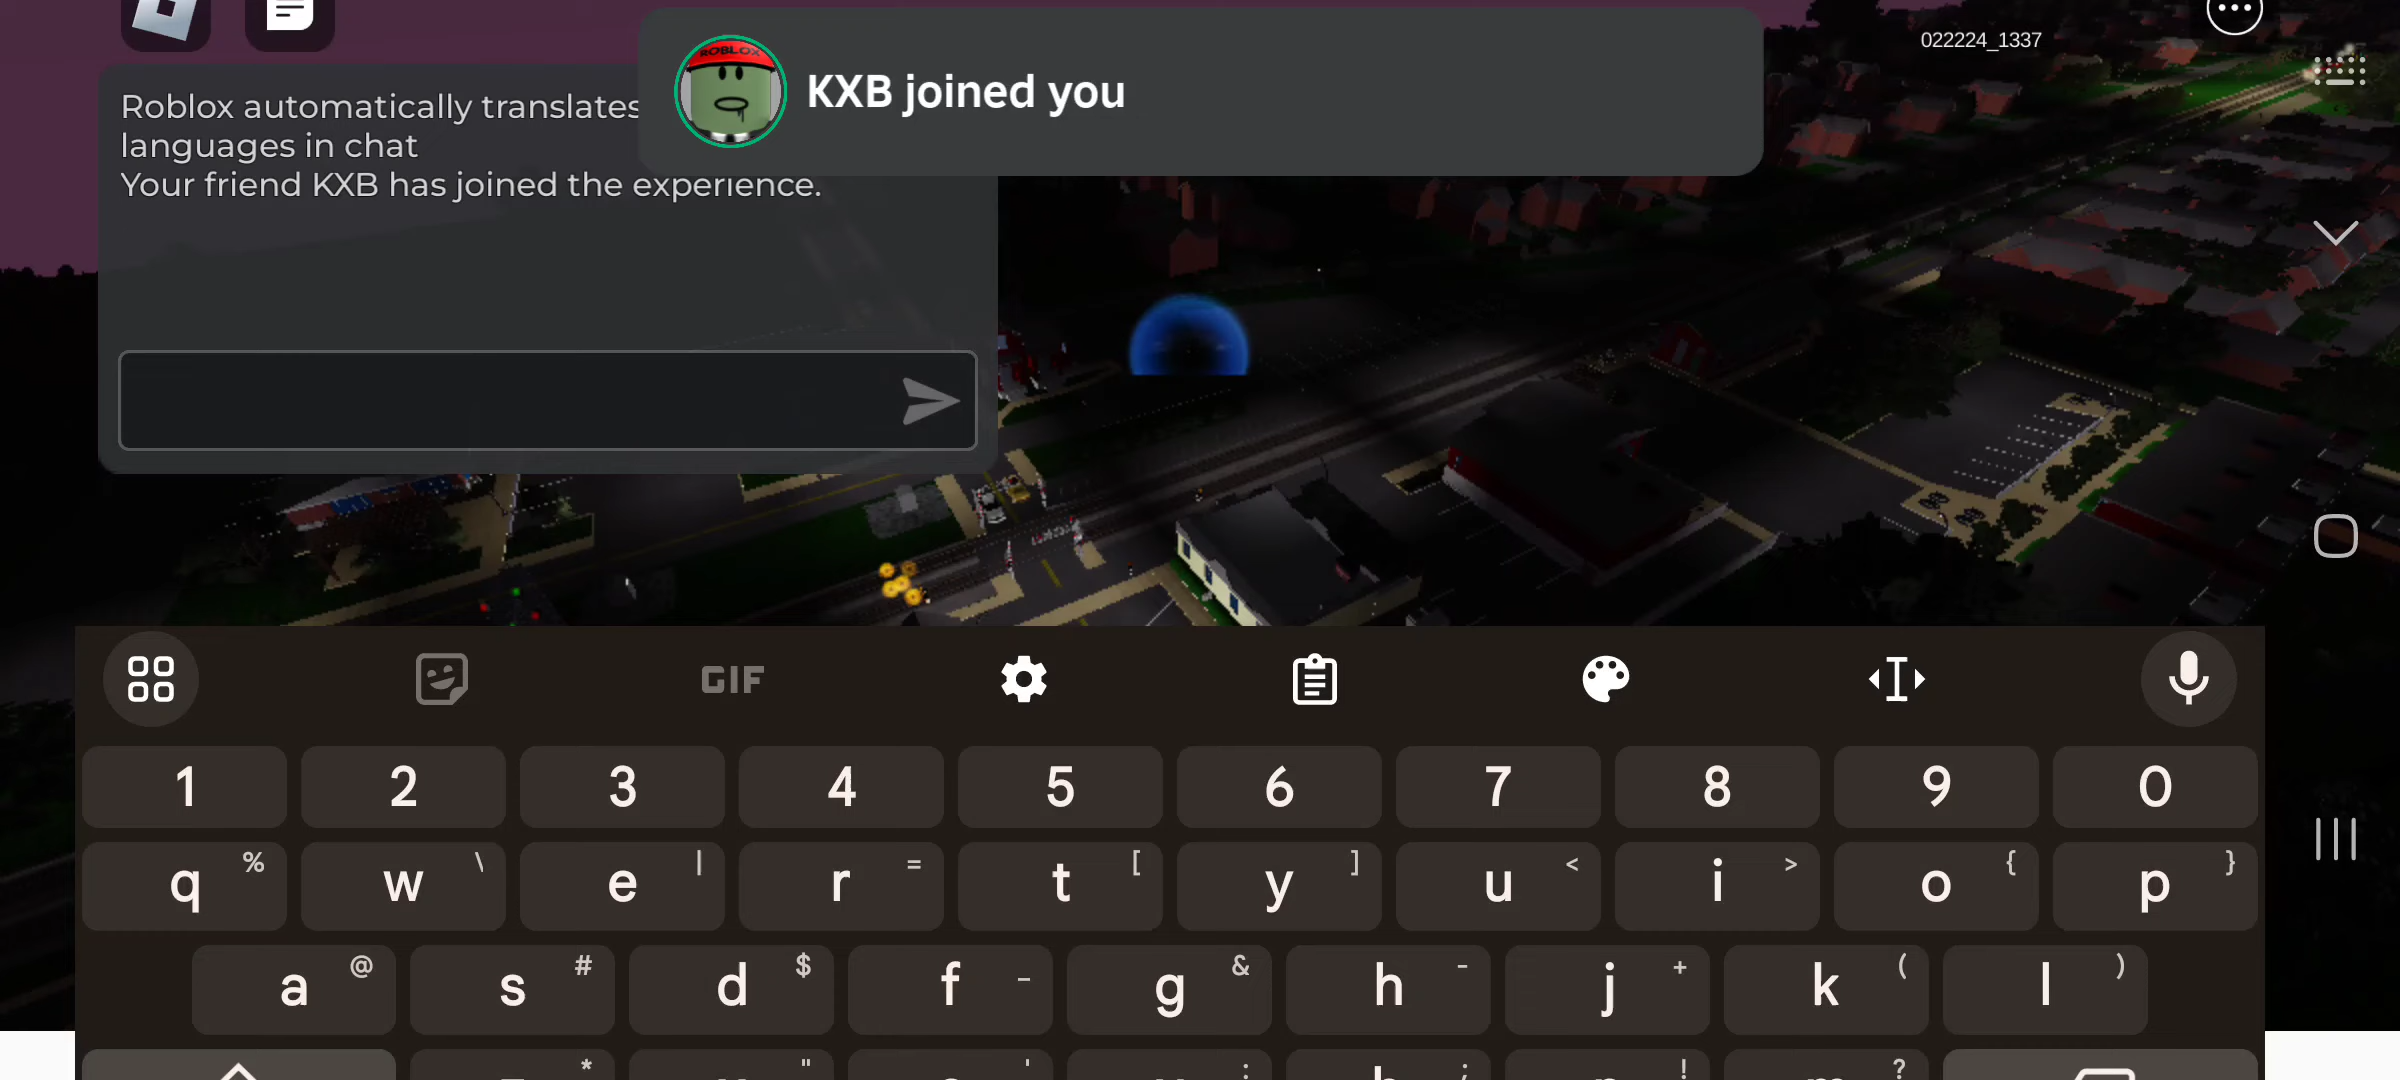 022224_1337
ROBLOX
KXB joined you
Roblox automatically translates
languages in chat
Your friend KXB has joined the experience.
GIF
1 2 3 4 5 6 7 8 9 0
q % w \ e | r = t [ y ] u < i > o { p }
a @ s # d $ f _ g & h - j + k ( l )
* " ' : ; ! ?